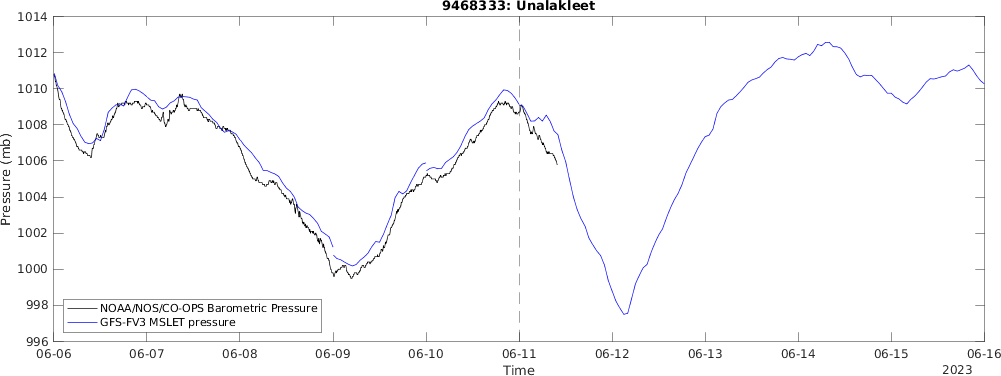 9468333: Unalakleet
1014
1012
1010
1008
1006
1004
1002
1000
998
996
Pressure (mb)
NOAA/NOS/CO-OPS Barometric Pressure
GFS-FV3 MSLET pressure
06-06 06-07 06-08 06-09 06-10 06-11 06-12 06-13 06-14 06-15 06-16
Time
2023